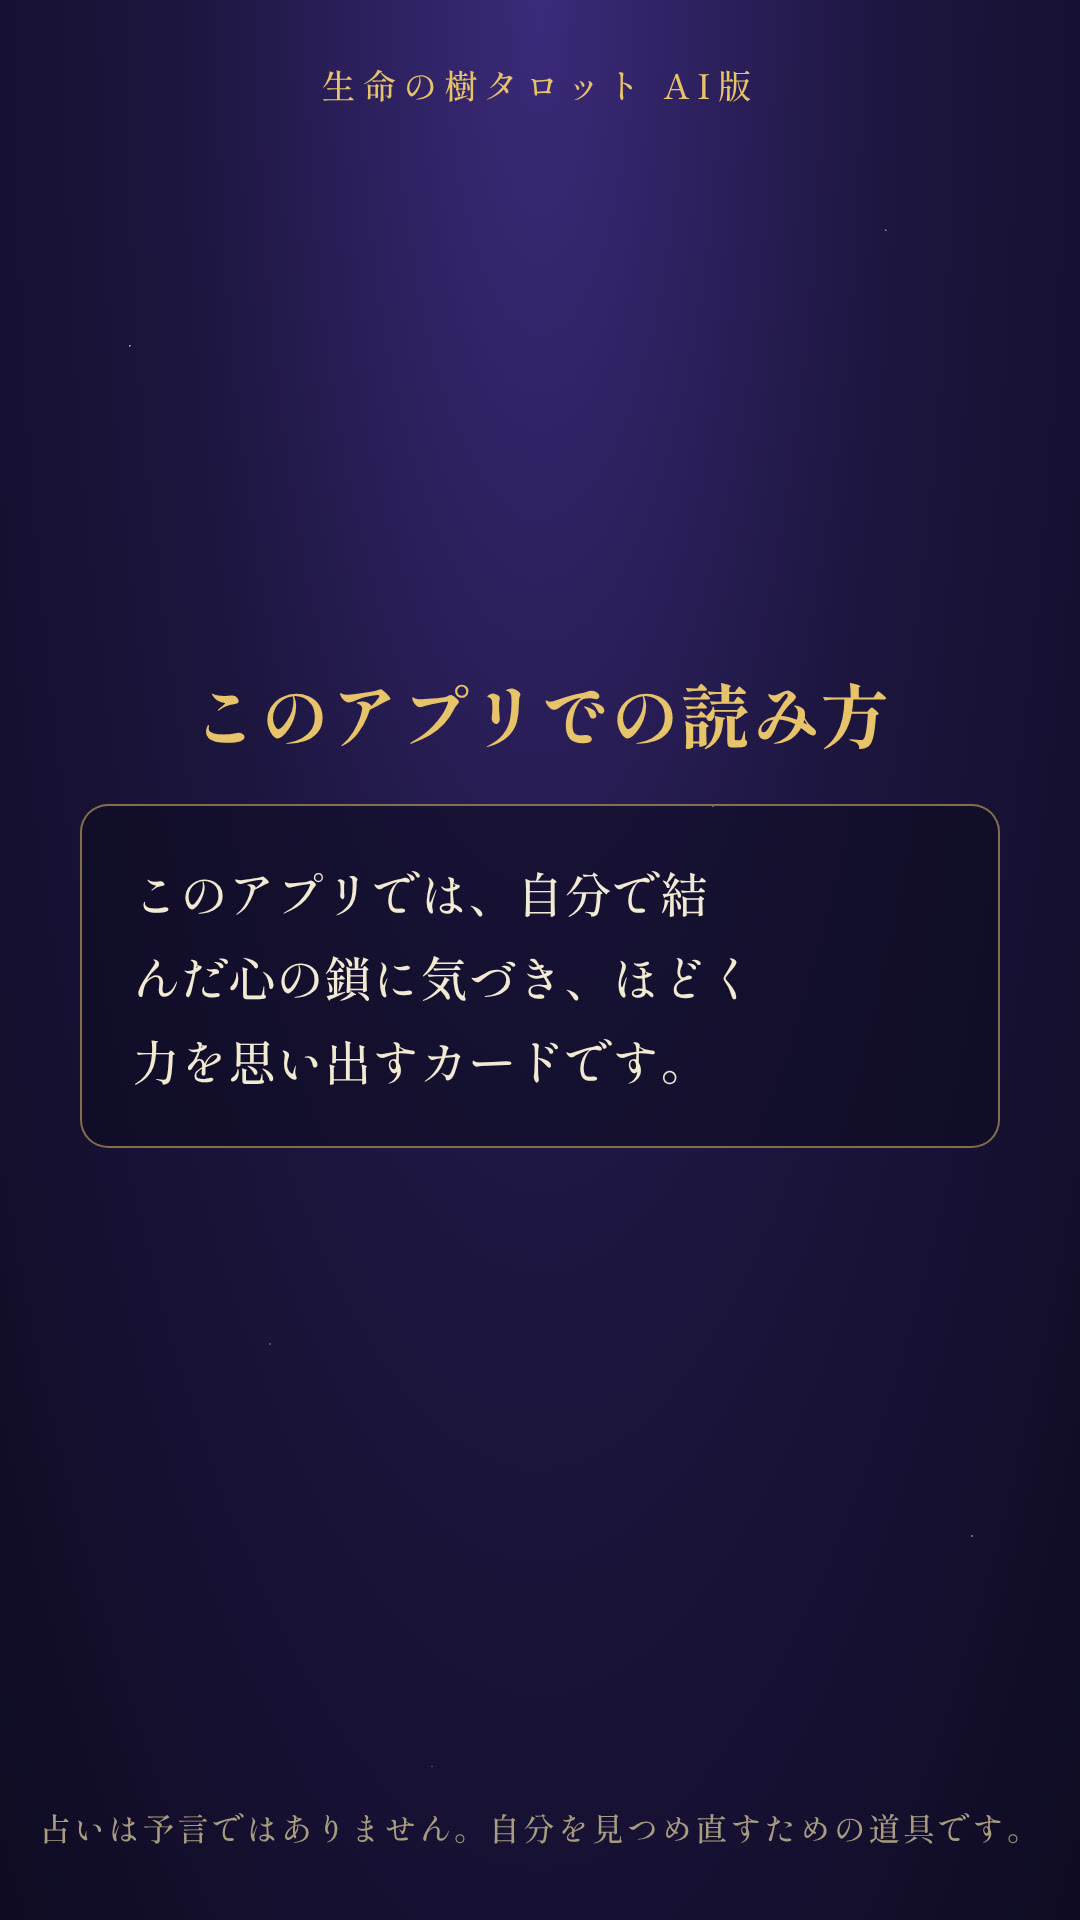 生命の樹タロット AI版
このアプリでの読み方
このアプリでは、自分で結
んだ心の鎖に気づき、ほどく
力を思い出すカードです。
占いは予言ではありません。自分を見つめ直すための道具です。